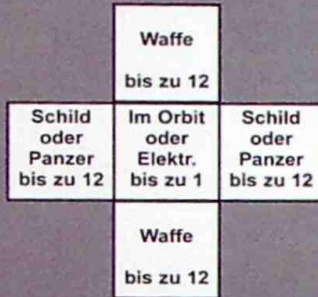 Waffe
bis zu 12
Schild
oder
Panzer
bis zu 12
Im Orbit
oder
Elektr.
bis zu 1
Schild
oder
Panzer
bis zu 12
Waffe
bis zu 12